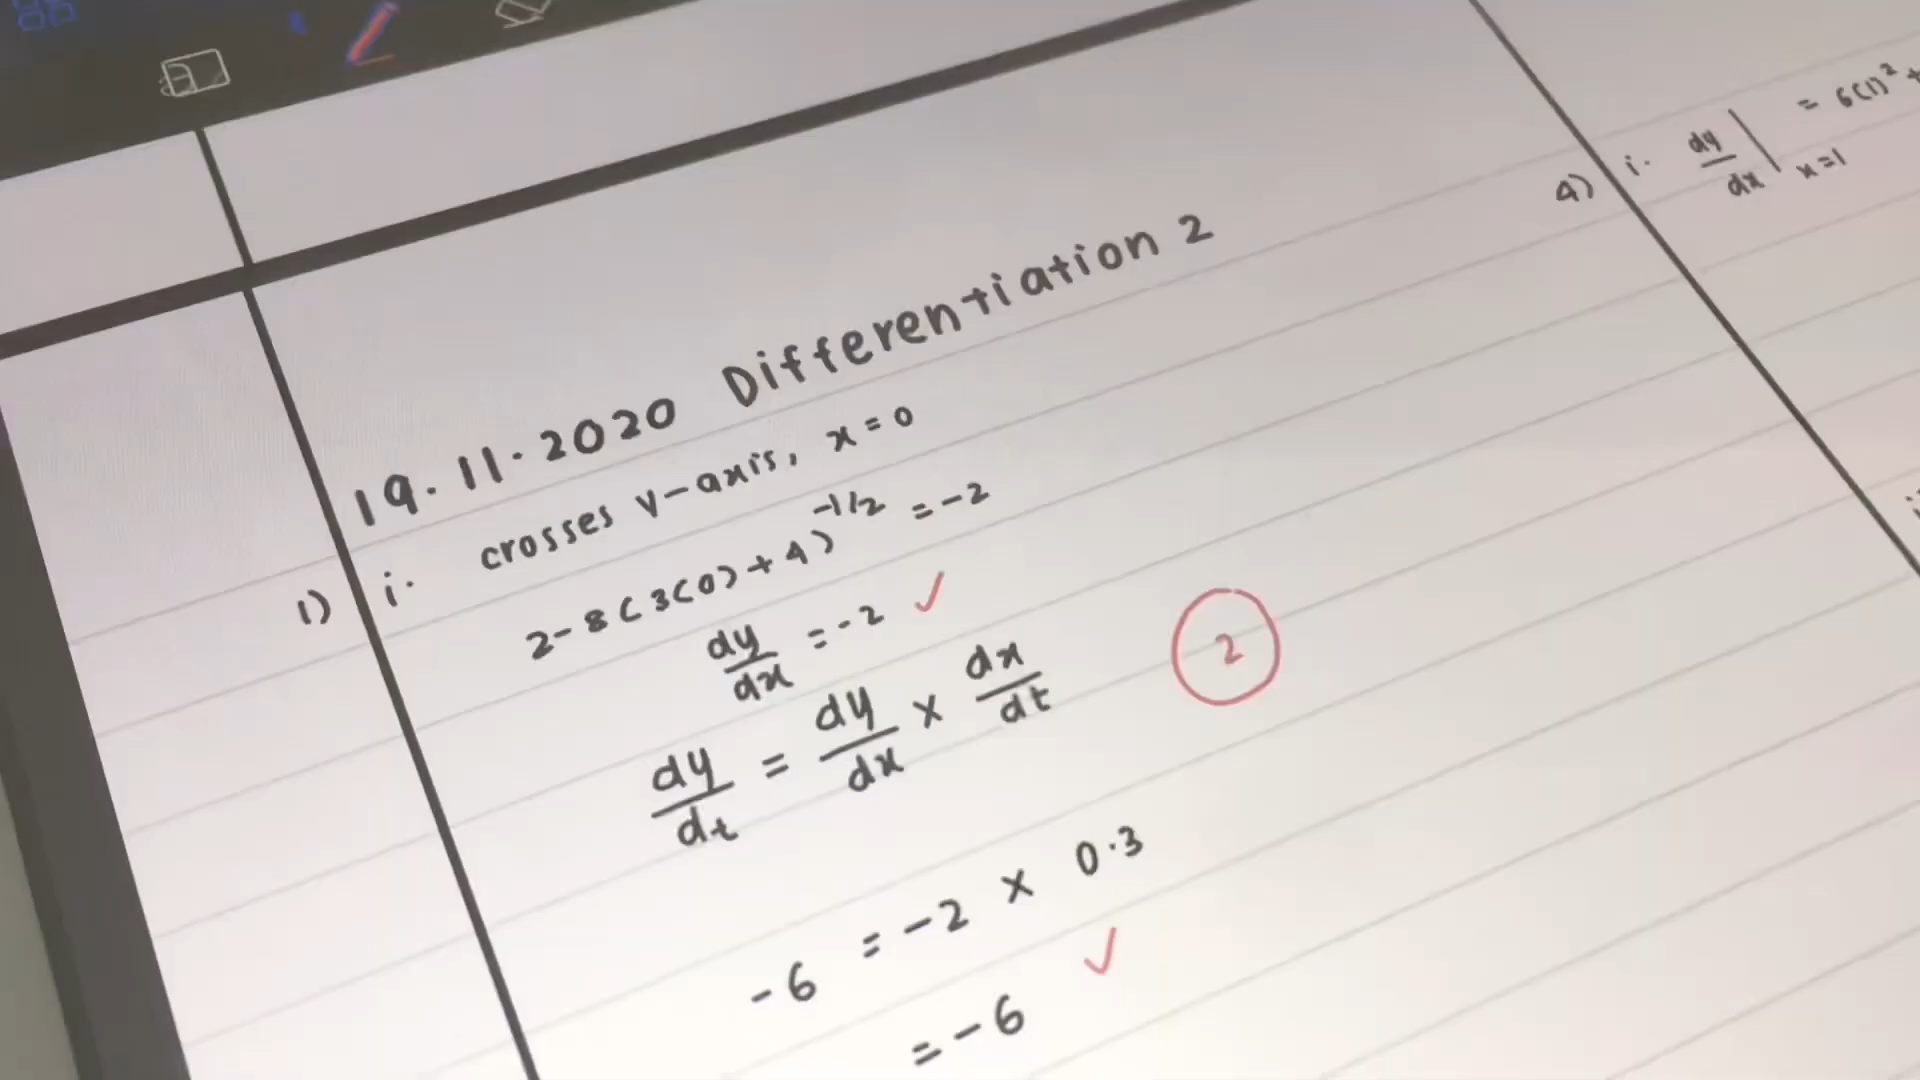 19.11.2020 Differentiation 2
1) i. crosses y-axis, x = 0
2-8(3(0)+4)^-1/2 = -2
dy/dx = -2 ✓
dy/dt = dy/dx × dx/dt
2
-6 = -2 × 0.3
= -6 ✓
4) i. dy/dx | x=1 = 6(1)² +